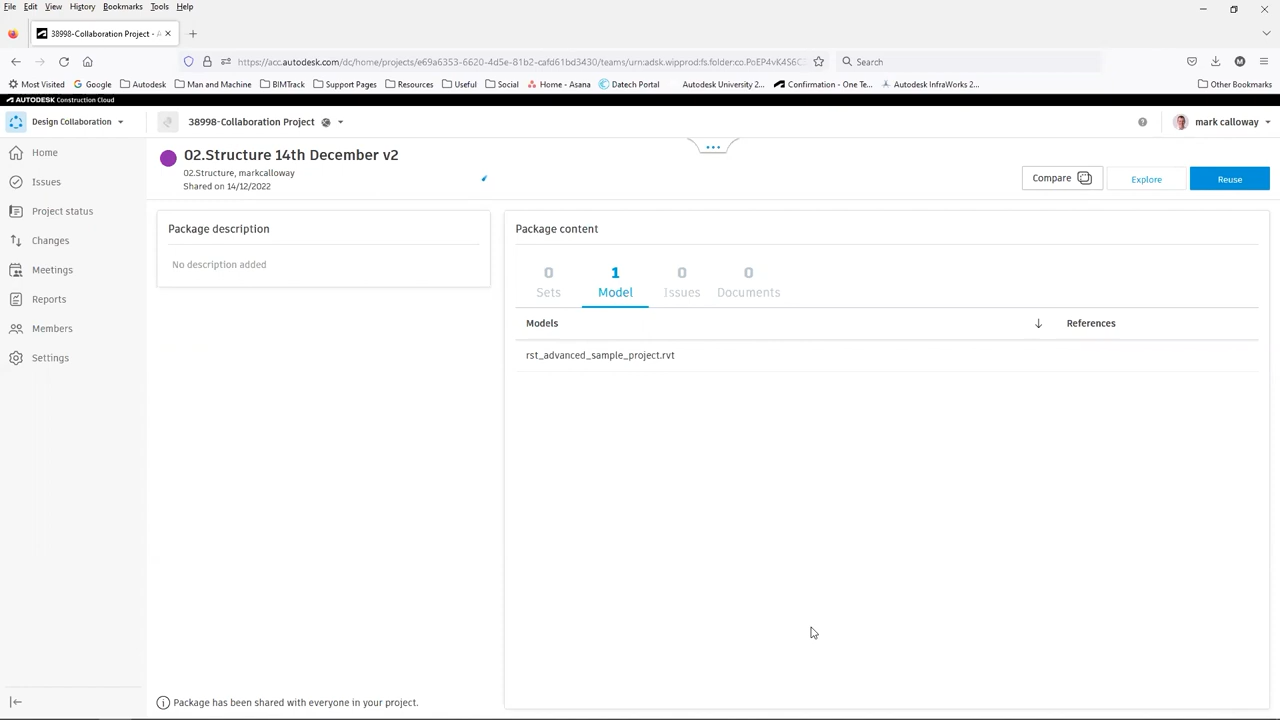 File Edit View History Bookmarks Tools Help
38998-Collaboration Project - A
https://acc.autodesk.com/dc/home/projects/e69a6353-6620-4d5e-81b2-cafd61bd3430/teams/urn:adsk.wipprod:fs.folder:co.PoEP4vK4S6C
Search
Most Visited Google Autodesk Man and Machine BIMTrack Support Pages Resources Useful Social Home - Asana Datech Portal Autodesk University 2... Confirmation - One Te... Autodesk InfraWorks 2... Other Bookmarks
AUTODESK CONSTRUCTION CLOUD
Design Collaboration
38998-Collaboration Project
mark calloway
Home
Issues
Project status
Changes
Meetings
Reports
Members
Settings
02.Structure 14th December v2
02.Structure, markcalloway
Shared on 14/12/2022
Compare
Explore
Reuse
Package description
No description added
Package content
0 1 0 0
Sets Model Issues Documents
Models References
rst_advanced_sample_project.rvt
Package has been shared with everyone in your project.